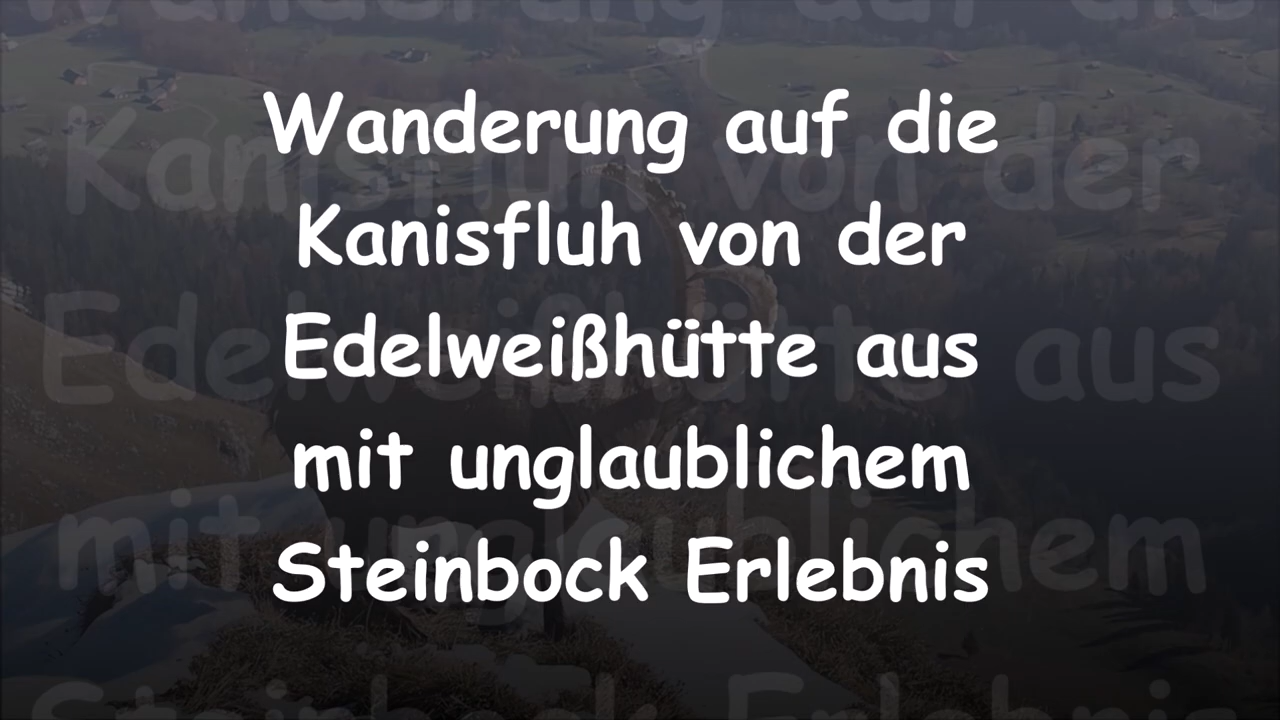 Wanderung auf die
Kanisfluh von der
Edelweißhütte aus
mit unglaublichem
Steinbock Erlebnis